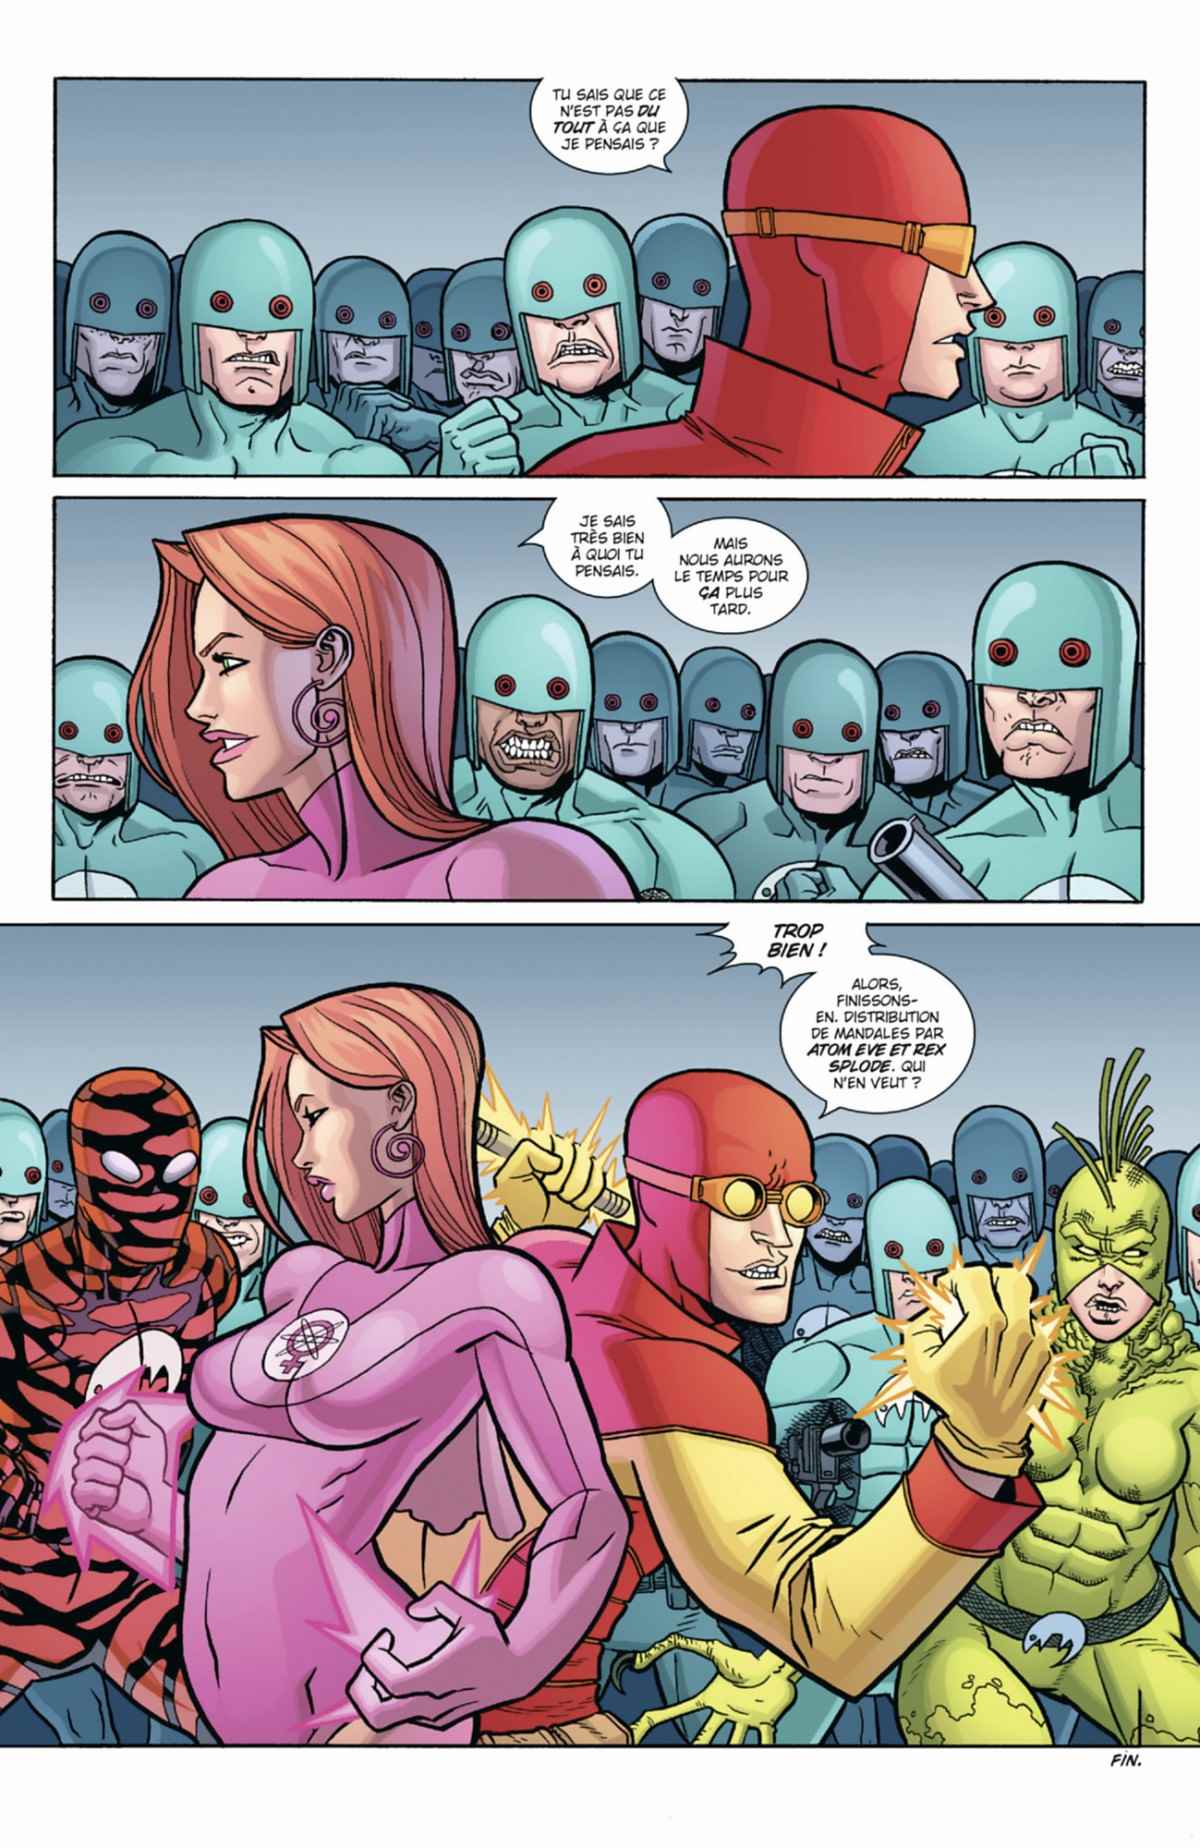 TU SAIS QUE CE
N'EST PAS DU
TOUT À ÇA QUE
JE PENSAIS ?
JE SAIS
TRÈS BIEN
À QUOI TU
PENSAIS.
MAIS
NOUS AURONS
LE TEMPS POUR
ÇA PLUS
TARD.
TROP
BIEN !
ALORS,
FINISSONS-
EN. DISTRIBUTION
DE MANDALES PAR
ATOM EVE ET REX
SPLODE. QUI
N'EN VEUT ?
FIN.